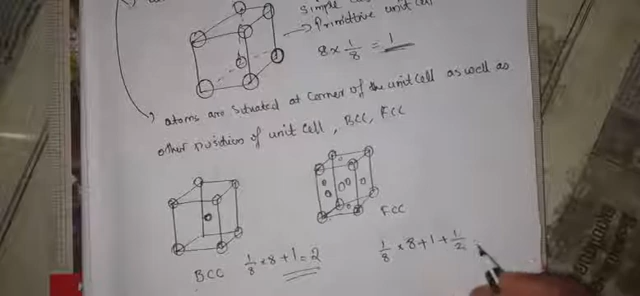 simple
→ Primitive unit cell
8 × 1/8 = 1
→ atoms are situated at corner of the unit cell as well as
other position of unit cell, BCC, FCC
FCC
1/8 × 8 + 1 + 1/2
BCC 1/8 × 8 + 1 = 2